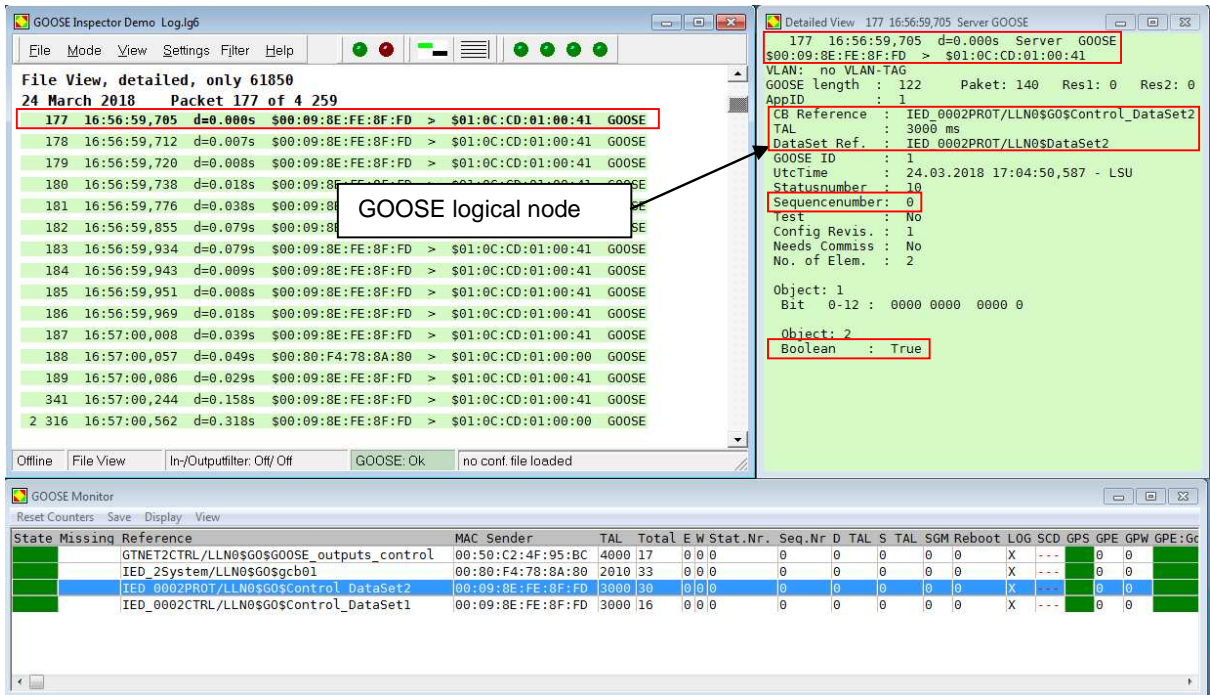 GOOSE Inspector Demo Log.lg6
File Mode View Settings Filter Help
File View, detailed, only 61850
24 March 2018 Packet 177 of 4 259
177 16:56:59,705 d=0.000s $00:09:8E:FE:8F:FD > $01:0C:CD:01:00:41 GOOSE
178 16:56:59,712 d=0.007s $00:09:8E:FE:8F:FD > $01:0C:CD:01:00:41 GOOSE
179 16:56:59,720 d=0.008s $00:09:8E:FE:8F:FD > $01:0C:CD:01:00:41 GOOSE
180 16:56:59,738 d=0.018s
181 16:56:59,776 d=0.038s
182 16:56:59,855 d=0.079s
183 16:56:59,934 d=0.079s $00:09:8E:FE:8F:FD > $01:0C:CD:01:00:41 GOOSE
184 16:56:59,943 d=0.009s $00:09:8E:FE:8F:FD > $01:0C:CD:01:00:41 GOOSE
185 16:56:59,951 d=0.008s $00:09:8E:FE:8F:FD > $01:0C:CD:01:00:41 GOOSE
186 16:56:59,969 d=0.018s $00:09:8E:FE:8F:FD > $01:0C:CD:01:00:41 GOOSE
187 16:57:00,008 d=0.039s $00:09:8E:FE:8F:FD > $01:0C:CD:01:00:41 GOOSE
188 16:57:00,057 d=0.049s $00:80:F4:78:8A:80 > $01:0C:CD:01:00:00 GOOSE
189 16:57:00,086 d=0.029s $00:09:8E:FE:8F:FD > $01:0C:CD:01:00:41 GOOSE
341 16:57:00,244 d=0.158s $00:09:8E:FE:8F:FD > $01:0C:CD:01:00:41 GOOSE
2 316 16:57:00,562 d=0.318s $00:09:8E:FE:8F:FD > $01:0C:CD:01:00:00 GOOSE
GOOSE logical node
Offline File View In-/Outputfilter: Off/ Off GOOSE: Ok no conf. file loaded
Detailed View 177 16:56:59,705 Server GOOSE
177 16:56:59,705 d=0.000s Server GOOSE
$00:09:8E:FE:8F:FD > $01:0C:CD:01:00:41
VLAN: no VLAN-TAG
GOOSE length : 122 Paket: 140 Res1: 0 Res2: 0
AppID : 1
CB Reference : IED_0002PROT/LLN0$GO$Control_DataSet2
TAL : 3000 ms
DataSet Ref. : IED_0002PROT/LLN0$DataSet2
GOOSE ID : 1
UtcTime : 24.03.2018 17:04:50,587 - LSU
Statusnumber : 10
Sequencenumber: 0
Test : No
Config Revis. : 1
Needs Commiss : No
No. of Elem. : 2
Object: 1
Bit 0-12 : 0000 0000 0000 0
Object: 2
Boolean : True
GOOSE Monitor
Reset Counters Save Display View
State Missing Reference MAC Sender TAL Total E W Stat.Nr. Seq.Nr D TAL S TAL SGM Reboot LOG SCD GPS GPE GPW GPE:Go
GTNET2CTRL/LLN0$GO$GOOSE_outputs_control 00:50:C2:4F:95:BC 4000 17 0 0 0 0 0 0 0 0 X --- 0 0
IED_2System/LLN0$GO$gcb01 00:80:F4:78:8A:80 2010 33 0 0 0 0 0 0 0 0 X --- 0 0
IED_0002PROT/LLN0$GO$Control_DataSet2 00:09:8E:FE:8F:FD 3000 30 0 0 0 0 0 0 0 0 X --- 0 0
IED_0002CTRL/LLN0$GO$Control_DataSet1 00:09:8E:FE:8F:FD 3000 16 0 0 0 0 0 0 0 0 X --- 0 0